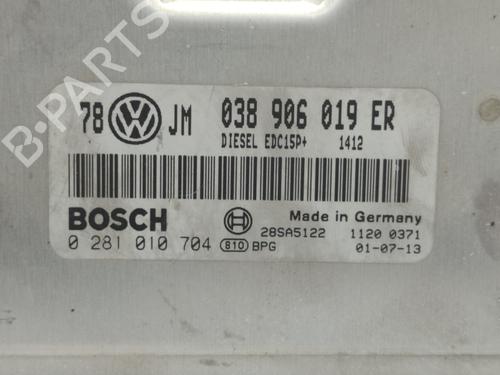 B-PARTS
78 VW JM 038 906 019 ER
DIESEL EDC15P+ 1412
BOSCH
0 281 010 704
810 BPG
Made in Germany
28SA5122 1120 0371
01-07-13